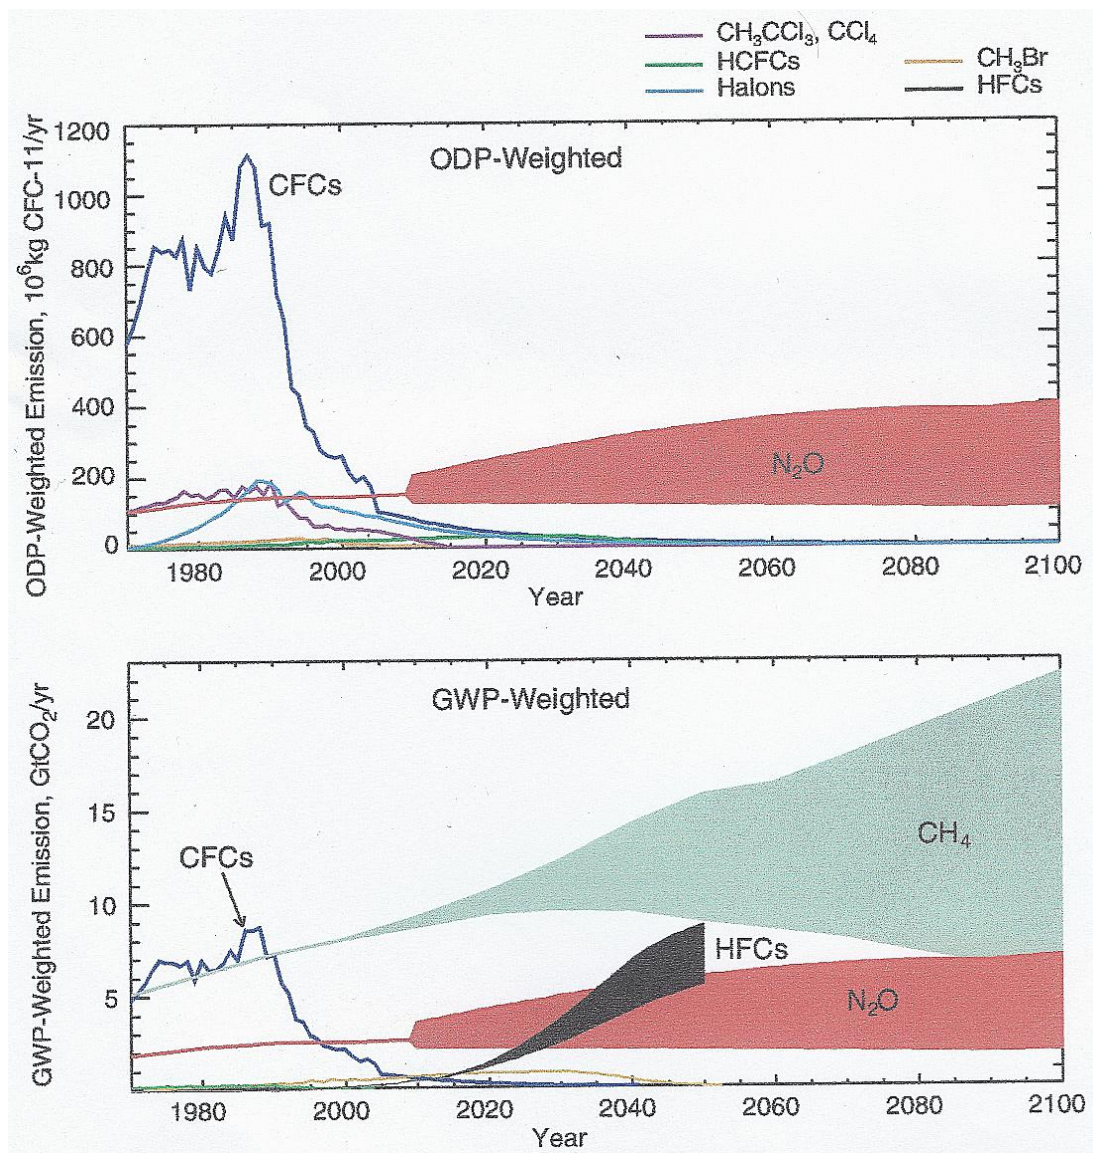 CH₃CCl₃, CCl₄
HCFCs CH₃Br
Halons HFCs
ODP-Weighted Emission, 10⁶kg CFC-11/yr
1200
1000
800
600
400
200
0
ODP-Weighted
CFCs
N₂O
1980 2000 2020 2040 2060 2080 2100
Year
GWP-Weighted Emission, GtCO₂/yr
20
15
10
5
GWP-Weighted
CFCs
CH₄
HFCs
N₂O
1980 2000 2020 2040 2060 2080 2100
Year